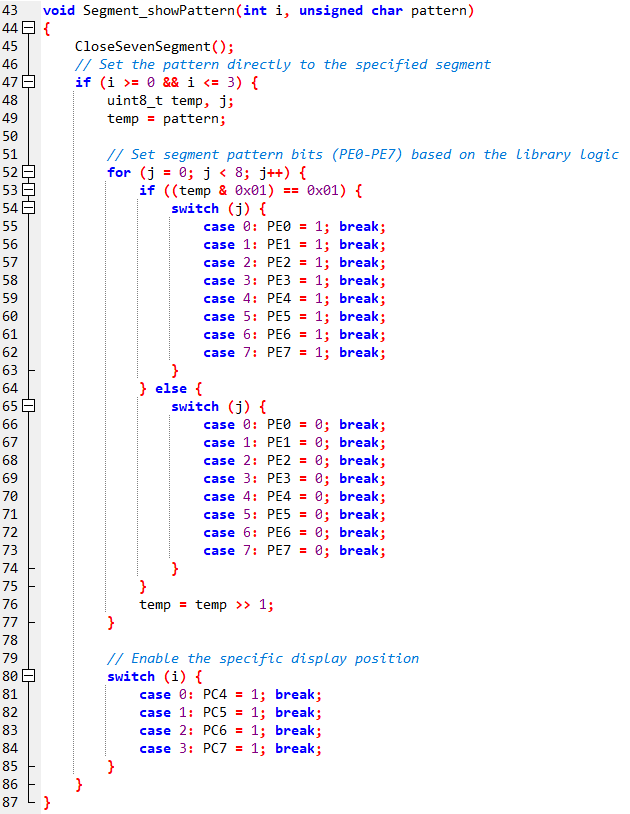 43 void Segment_showPattern(int i, unsigned char pattern)
44 {
45     CloseSevenSegment();
46     // Set the pattern directly to the specified segment
47     if (i >= 0 && i <= 3) {
48         uint8_t temp, j;
49         temp = pattern;
50
51         // Set segment pattern bits (PE0-PE7) based on the library logic
52         for (j = 0; j < 8; j++) {
53             if ((temp & 0x01) == 0x01) {
54                 switch (j) {
55                     case 0: PE0 = 1; break;
56                     case 1: PE1 = 1; break;
57                     case 2: PE2 = 1; break;
58                     case 3: PE3 = 1; break;
59                     case 4: PE4 = 1; break;
60                     case 5: PE5 = 1; break;
61                     case 6: PE6 = 1; break;
62                     case 7: PE7 = 1; break;
63                 }
64             } else {
65                 switch (j) {
66                     case 0: PE0 = 0; break;
67                     case 1: PE1 = 0; break;
68                     case 2: PE2 = 0; break;
69                     case 3: PE3 = 0; break;
70                     case 4: PE4 = 0; break;
71                     case 5: PE5 = 0; break;
72                     case 6: PE6 = 0; break;
73                     case 7: PE7 = 0; break;
74                 }
75             }
76             temp = temp >> 1;
77         }
78
79         // Enable the specific display position
80         switch (i) {
81             case 0: PC4 = 1; break;
82             case 1: PC5 = 1; break;
83             case 2: PC6 = 1; break;
84             case 3: PC7 = 1; break;
85         }
86     }
87 }